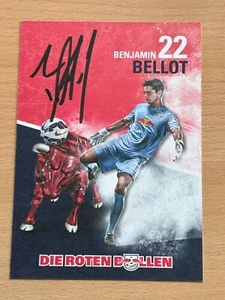 BENJAMIN 22
BELLOT
DIE ROTEN BULLEN